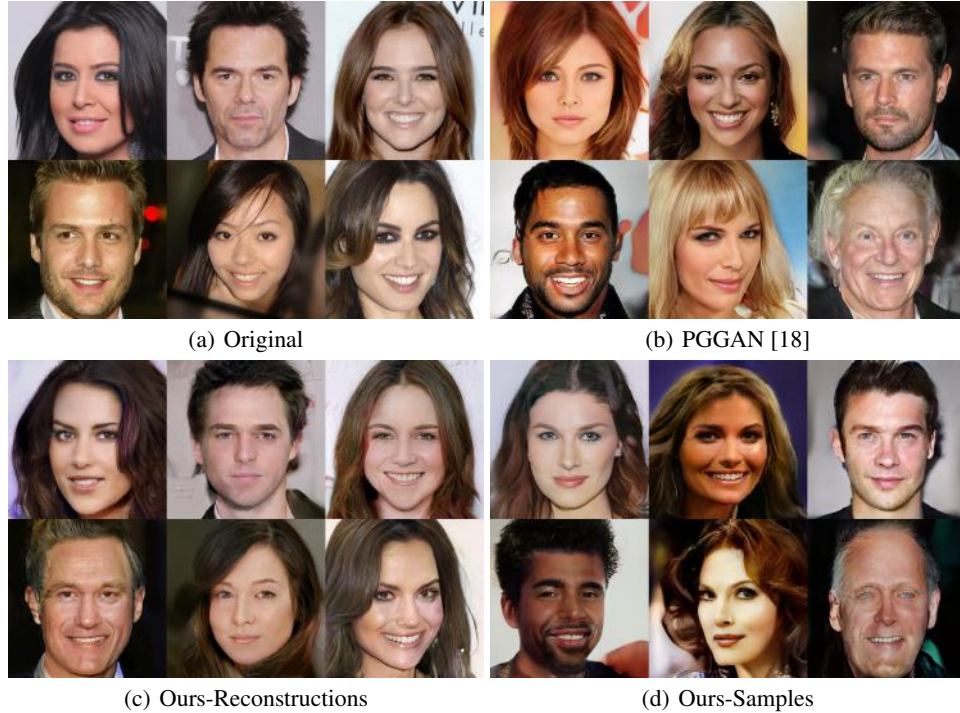 (a) Original
(b) PGGAN [18]
(c) Ours-Reconstructions
(d) Ours-Samples